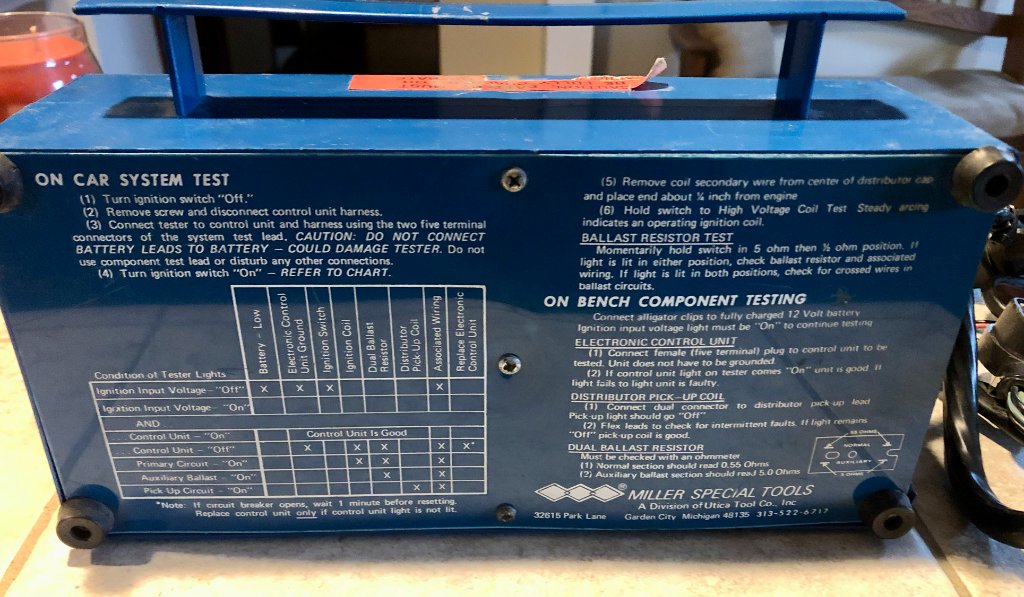 ON CAR SYSTEM TEST
(1) Turn ignition switch "Off."
(2) Remove screw and disconnect control unit harness.
(3) Connect tester to control unit and harness using the two five terminal
connectors of the system test lead. CAUTION: DO NOT CONNECT
BATTERY LEADS TO BATTERY – COULD DAMAGE TESTER. Do not
use component test lead or disturb any other connections.
(4) Turn ignition switch "On" – REFER TO CHART.
Condition of Tester Lights
Battery – Low
Electronic Control
Unit Ground
Ignition Switch
Ignition Coil
Dual Ballast
Resistor
Distributor
Pick Up Coil
Associated Wiring
Replace Electronic
Control Unit
Ignition Input Voltage – "Off" X X X X
Ignition Input Voltage – "On"
AND
Control Unit – "On" Control Unit Is Good
Control Unit – "Off" X X X X X*
Primary Circuit – "On" X X X
Auxiliary Ballast – "On" X X
Pick-Up Circuit – "On" X X
*Note: If circuit breaker opens, wait 1 minute before resetting.
Replace control unit only if control unit light is not lit.
(5) Remove coil secondary wire from center of distributor cap
and place end about ¼ inch from engine
(6) Hold switch to High Voltage Coil Test Steady arcing
indicates an operating ignition coil.
BALLAST RESISTOR TEST
Momentarily hold switch in 5 ohm then ½ ohm position. If
light is lit in either position, check ballast resistor and associated
wiring. If light is lit in both positions, check for crossed wires in
ballast circuits.
ON BENCH COMPONENT TESTING
Connect alligator clips to fully charged 12 Volt battery
Ignition input voltage light must be "On" to continue testing
ELECTRONIC CONTROL UNIT
(1) Connect female (five terminal) plug to control unit to be
tested. Unit does not have to be grounded.
(2) If control unit light on tester comes "On" unit is good If
light fails to light unit is faulty.
DISTRIBUTOR PICK-UP COIL
(1) Connect dual connector to distributor pick-up lead
Pick-up light should go "Off"
(2) Flex leads to check for intermittent faults. If light remains
"Off" pick-up coil is good.
DUAL BALLAST RESISTOR
Must be checked with an ohmmeter
(1) Normal section should read 0.55 Ohms
(2) Auxiliary ballast section should read 5.0 Ohms
.55 OHMS
NORMAL
AUXILIARY
5 OHMS
® MILLER SPECIAL TOOLS
A Division of Utica Tool Co., Inc
32615 Park Lane Garden City Michigan 48135 313-522-6717